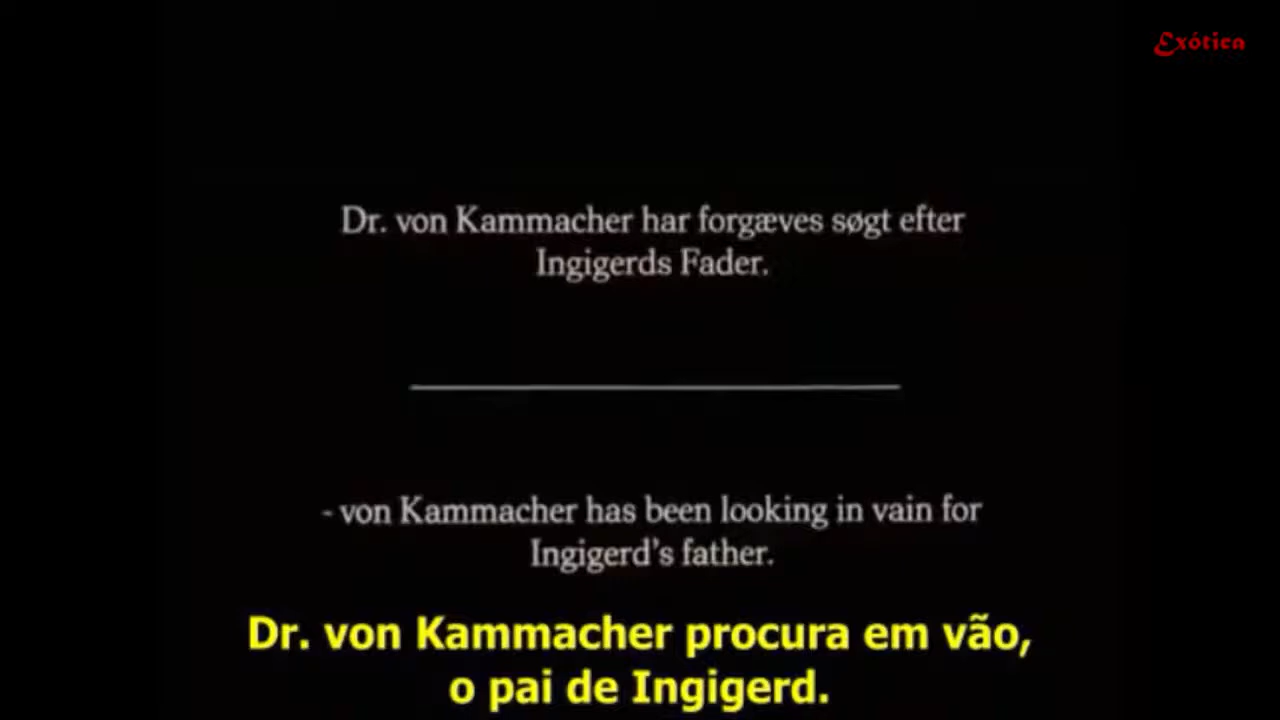 Exótica
Dr. von Kammacher har forgæves søgt efter
Ingigerds Fader.
- von Kammacher has been looking in vain for
Ingigerd's father.
Dr. von Kammacher procura em vão,
o pai de Ingigerd.